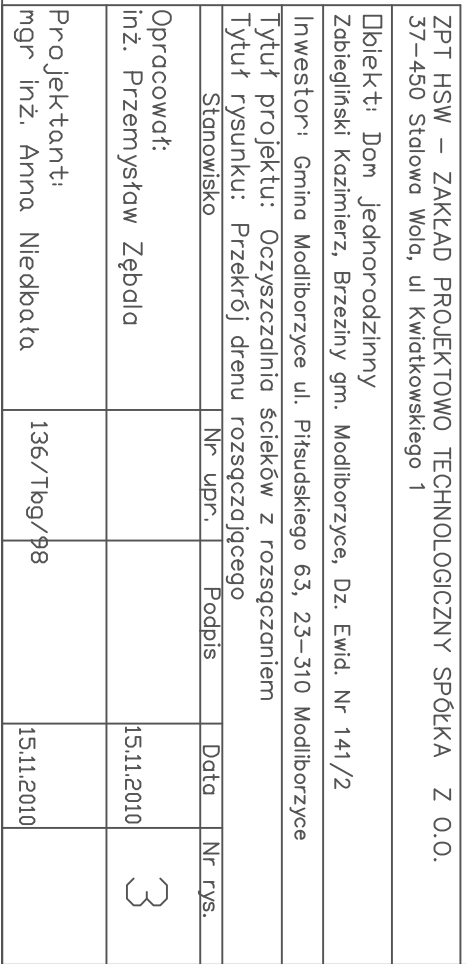 ZPT HSW – ZAKŁAD PROJEKTOWO TECHNOLOGICZNY SPÓŁKA Z O.O.
37–450 Stalowa Wola, ul Kwiatkowskiego 1
Obiekt: Dom jednorodzinny
Zabiegliński Kazimierz, Brzeziny gm. Modliborzyce, Dz. Ewid. Nr 141/2
Inwestor: Gmina Modliborzyce ul. Piłsudskiego 63, 23–310 Modliborzyce
Tytuł projektu: Oczyszczalnia ścieków z rozsączaniem
Tytuł rysunku: Przekrój drenu rozsączającego
Stanowisko Nr upr. Podpis Data Nr rys.
Opracował:
inż. Przemysław Zębala 15.11.2010 3
Projektant:
mgr inż. Anna Niedbała 136/Tbg/98 15.11.2010